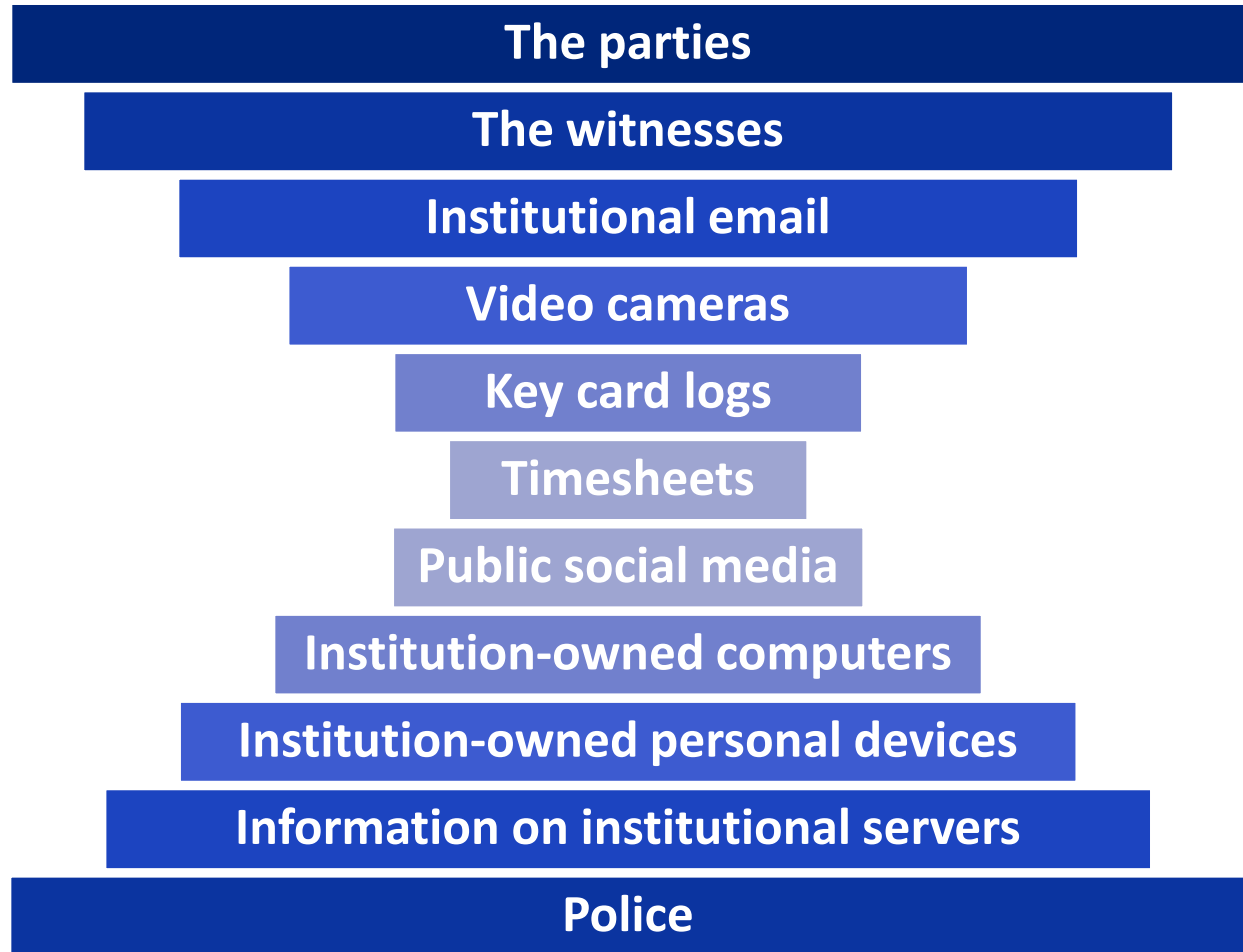 The parties
The witnesses
Institutional email
Video cameras
Key card logs
Timesheets
Public social media
Institution-owned computers
Institution-owned personal devices
Information on institutional servers
Police